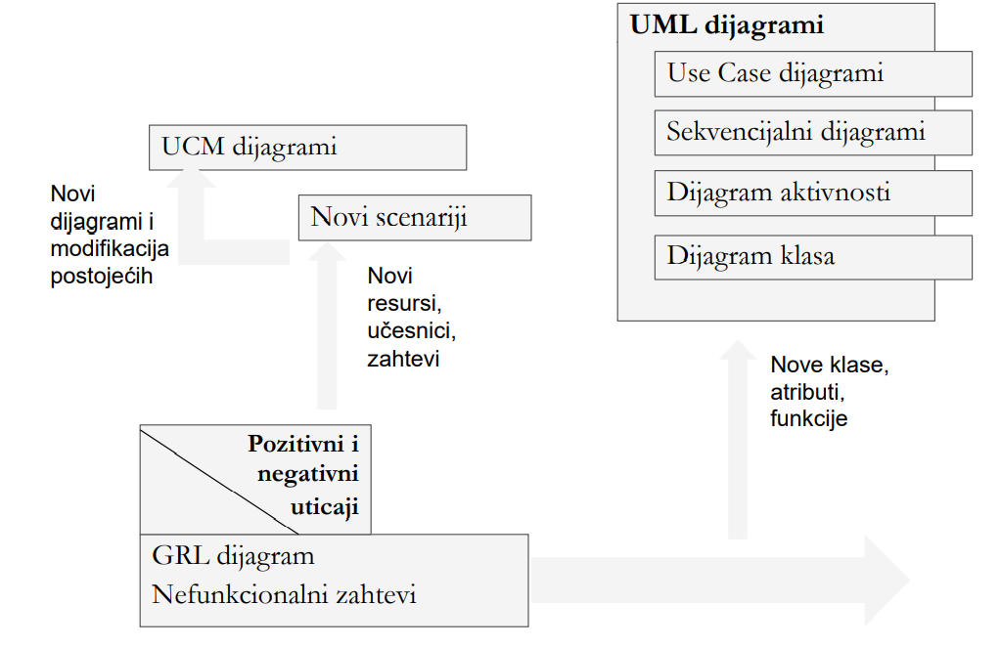 UML dijagrami
Use Case dijagrami
Sekvencijalni dijagrami
Dijagram aktivnosti
Dijagram klasa
UCM dijagrami
Novi
dijagrami i
modifikacija
postojećih
Novi scenariji
Novi
resursi,
učesnici,
zahtevi
Nove klase,
atributi,
funkcije
Pozitivni i
negativni
uticaji
GRL dijagram
Nefunkcionalni zahtevi